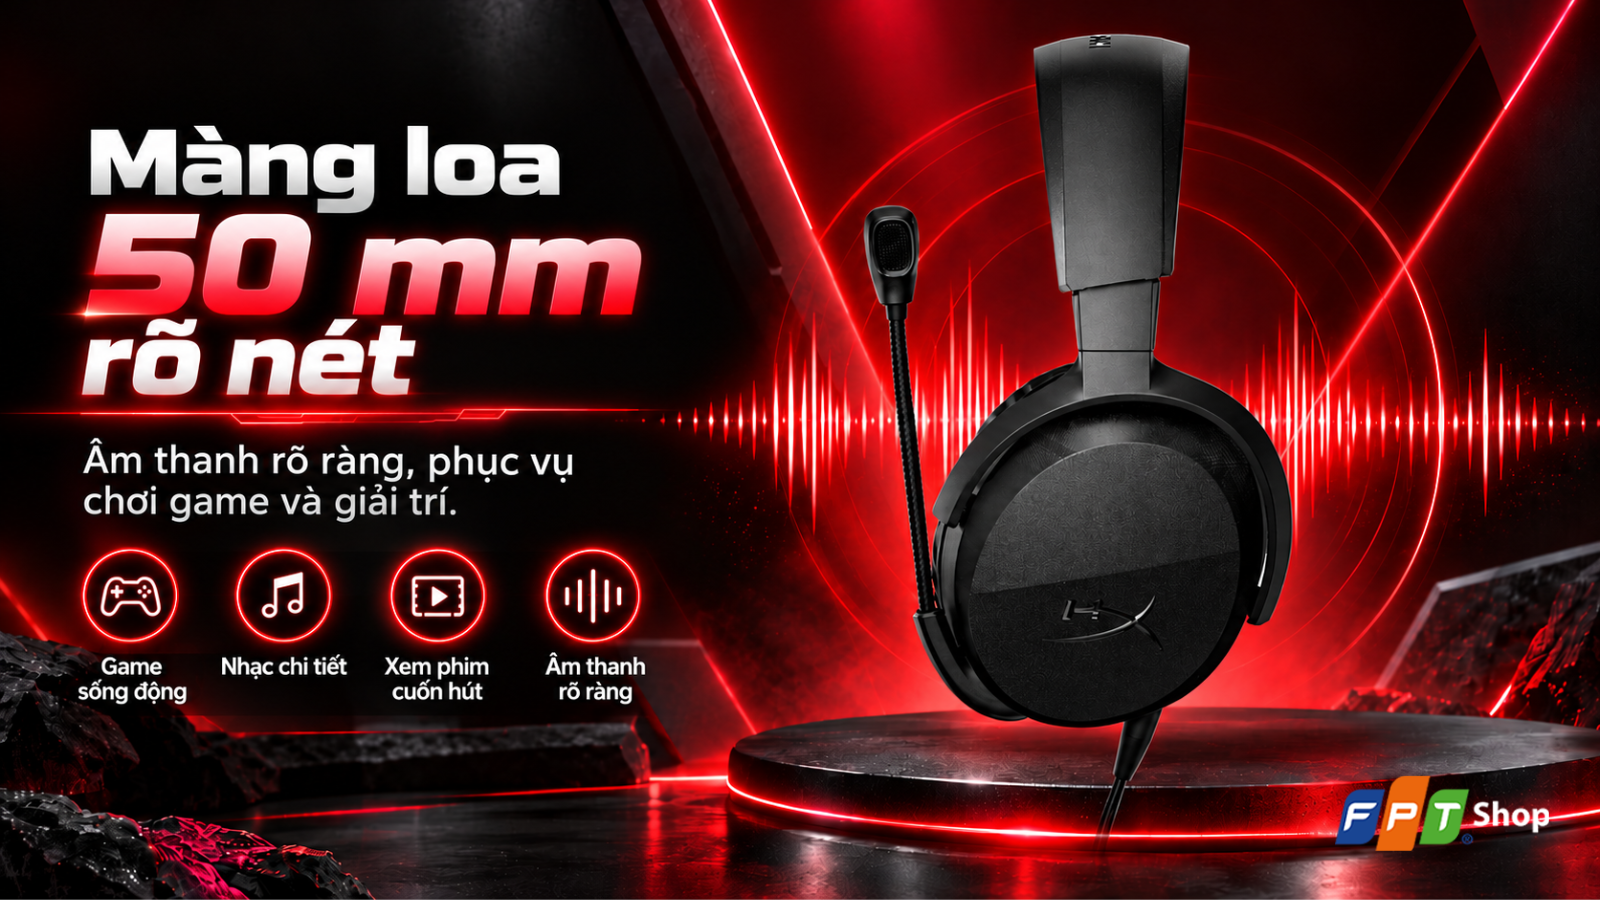 Màng loa
50 mm
rõ nét
Âm thanh rõ ràng, phục vụ
chơi game và giải trí.
Game
sống động
Nhạc chi tiết
Xem phim
cuốn hút
Âm thanh
rõ ràng
FPT Shop